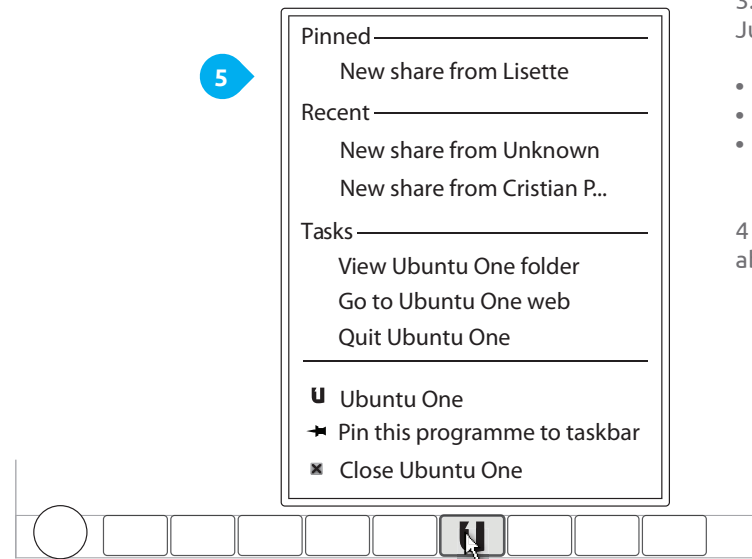 5
Pinned
New share from Lisette
Recent
New share from Unknown
New share from Cristian P...
Tasks
View Ubuntu One folder
Go to Ubuntu One web
Quit Ubuntu One
Ubuntu One
Pin this programme to taskbar
Close Ubuntu One
3.
4